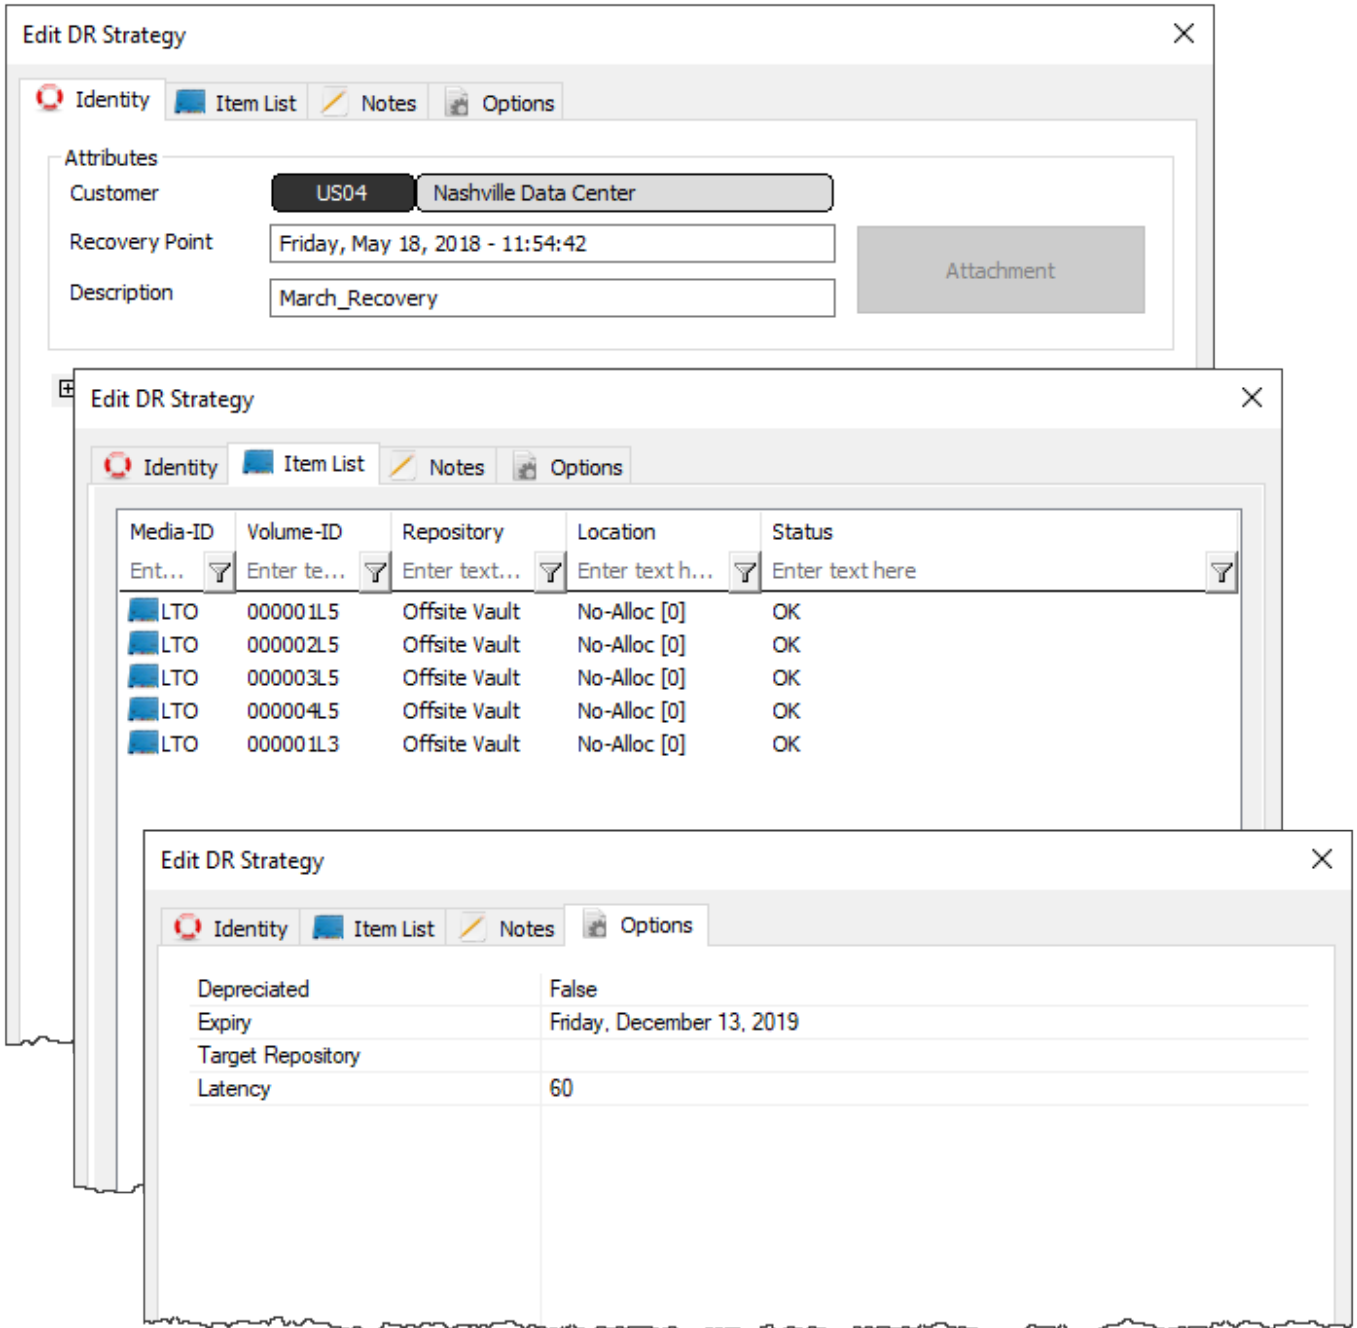 Edit DR Strategy
Identity Item List Notes Options
Attributes
Customer US04 Nashville Data Center
Recovery Point Friday, May 18, 2018 - 11:54:42
Attachment
Description March_Recovery
Edit DR Strategy
Identity Item List Notes Options
Media-ID Volume-ID Repository Location Status
Ent... Enter te... Enter text... Enter text h... Enter text here
LTO 000001L5 Offsite Vault No-Alloc [0] OK
LTO 000002L5 Offsite Vault No-Alloc [0] OK
LTO 000003L5 Offsite Vault No-Alloc [0] OK
LTO 000004L5 Offsite Vault No-Alloc [0] OK
LTO 000001L3 Offsite Vault No-Alloc [0] OK
Edit DR Strategy
Identity Item List Notes Options
Depreciated False
Expiry Friday, December 13, 2019
Target Repository
Latency 60